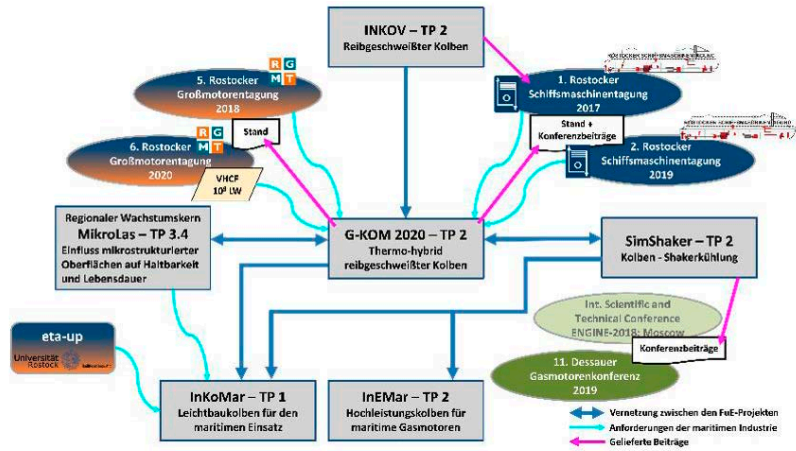 INKOV – TP 2
Reibgeschweißter Kolben
5. Rostocker
Großmotorentagung
2018
R G
M T
1. Rostocker
Schiffsmaschinentagung
2017
Stand
Stand +
Konferenzbeiträge
6. Rostocker
Großmotorentagung
2020
R G
M T
2. Rostocker
Schiffsmaschinentagung
2019
VHCF
10⁹ LW
Regionaler Wachstumskern
MikroLas – TP 3.4
Einfluss mikrostrukturierter
Oberflächen auf Haltbarkeit
und Lebensdauer
G-KOM 2020 – TP 2
Thermo-hybrid
reibgeschweißter Kolben
SimShaker – TP 2
Kolben - Shakerkühlung
Int. Scientific and
Technical Conference
ENGINE-2018; Moscow
Konferenzbeiträge
11. Dessauer
Gasmotorenkonferenz
2019
eta-up
Universität
Rostock
InKoMar – TP 1
Leichtbaukolben für den
maritimen Einsatz
InEMar – TP 2
Hochleistungskolben für
maritime Gasmotoren
Vernetzung zwischen den FuE-Projekten
Anforderungen der maritimen Industrie
Gelieferte Beiträge